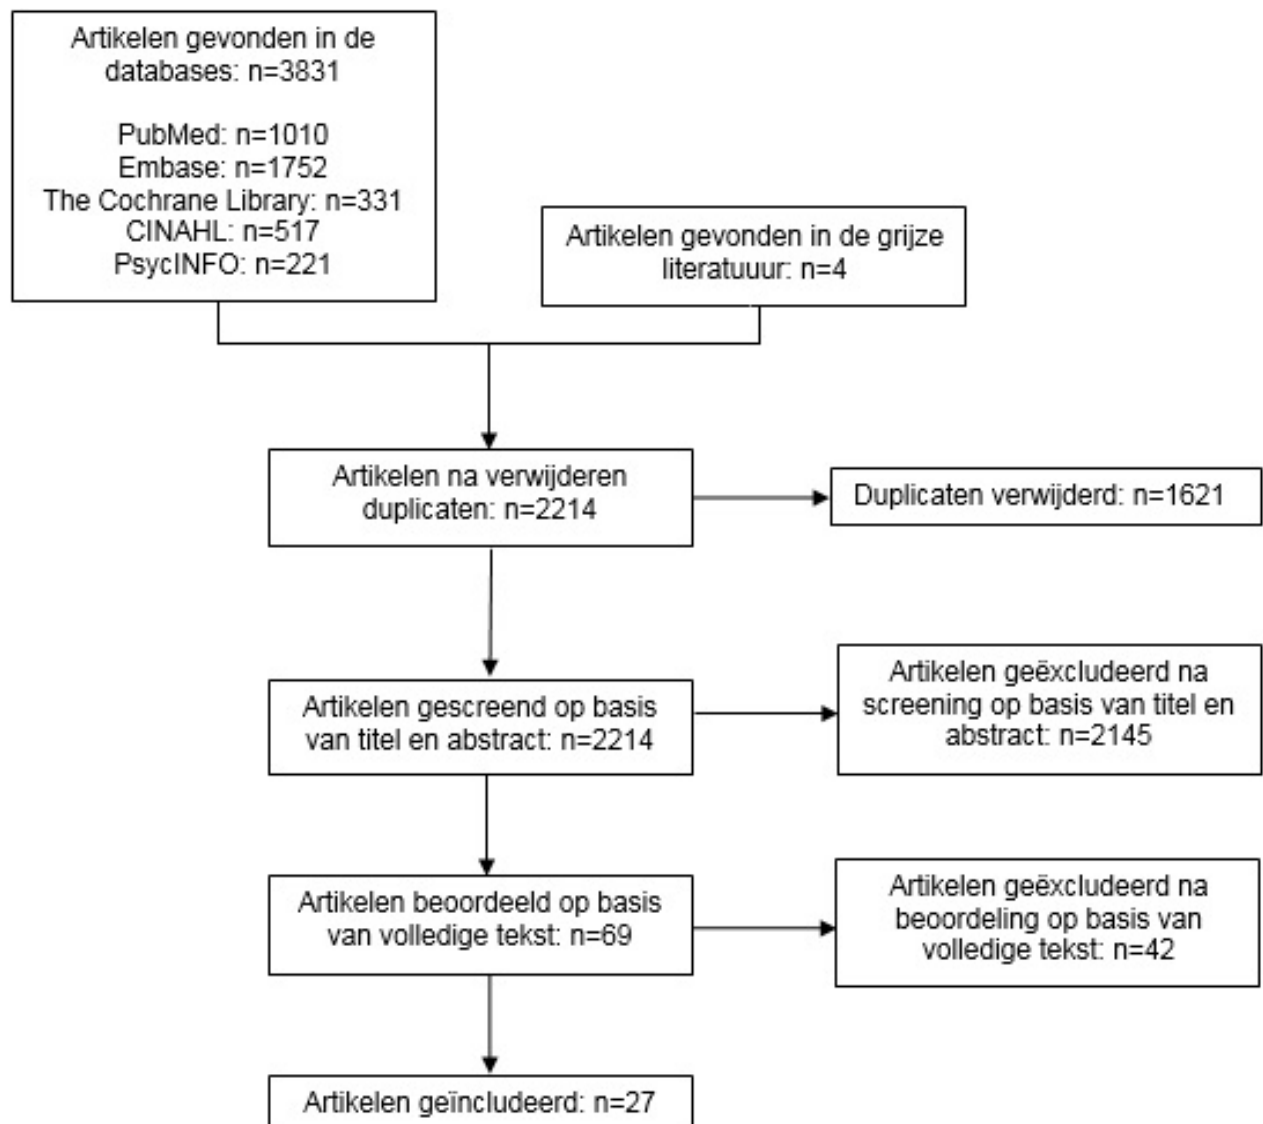 Artikelen gevonden in de
databases: n=3831
PubMed: n=1010
Embase: n=1752
The Cochrane Library: n=331
CINAHL: n=517
PsycINFO: n=221
Artikelen gevonden in de grijze
literatuuur: n=4
Artikelen na verwijderen
duplicaten: n=2214
Duplicaten verwijderd: n=1621
Artikelen gescreend op basis
van titel en abstract: n=2214
Artikelen geëxcludeerd na
screening op basis van titel en
abstract: n=2145
Artikelen beoordeeld op basis
van volledige tekst: n=69
Artikelen geëxcludeerd na
beoordeling op basis van
volledige tekst: n=42
Artikelen geïncludeerd: n=27